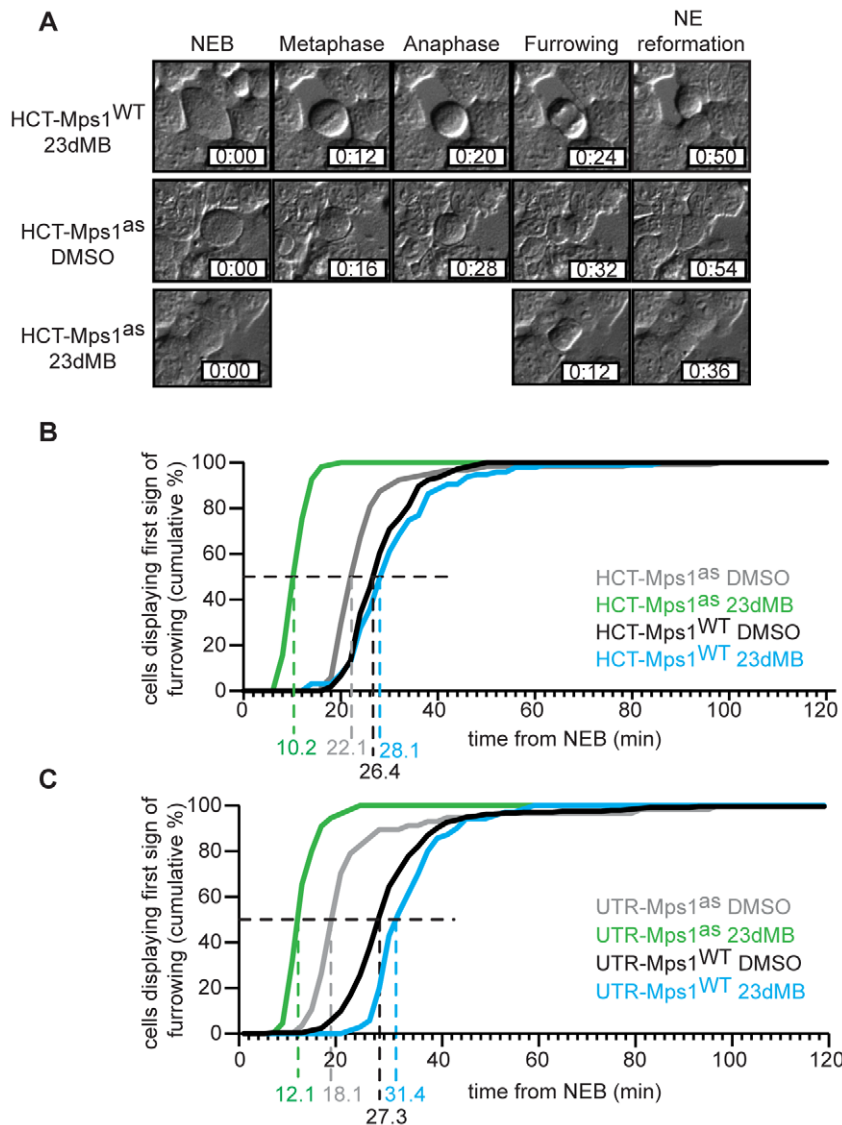 A
NEB Metaphase Anaphase Furrowing NE reformation
HCT-Mps1WT 23dMB
0:00 0:12 0:20 0:24 0:50
HCT-Mps1as DMSO
0:00 0:16 0:28 0:32 0:54
HCT-Mps1as 23dMB
0:00 0:12 0:36
B
cells displaying first sign of
furrowing (cumulative %)
100
80
60
40
20
0
HCT-Mps1as DMSO
HCT-Mps1as 23dMB
HCT-Mps1WT DMSO
HCT-Mps1WT 23dMB
0 20 40 60 80 100 120
10.2 22.1 28.1
26.4
time from NEB (min)
C
cells displaying first sign of
furrowing (cumulative %)
100
80
60
40
20
0
UTR-Mps1as DMSO
UTR-Mps1as 23dMB
UTR-Mps1WT DMSO
UTR-Mps1WT 23dMB
0 20 40 60 80 100 120
12.1 18.1 31.4
27.3
time from NEB (min)